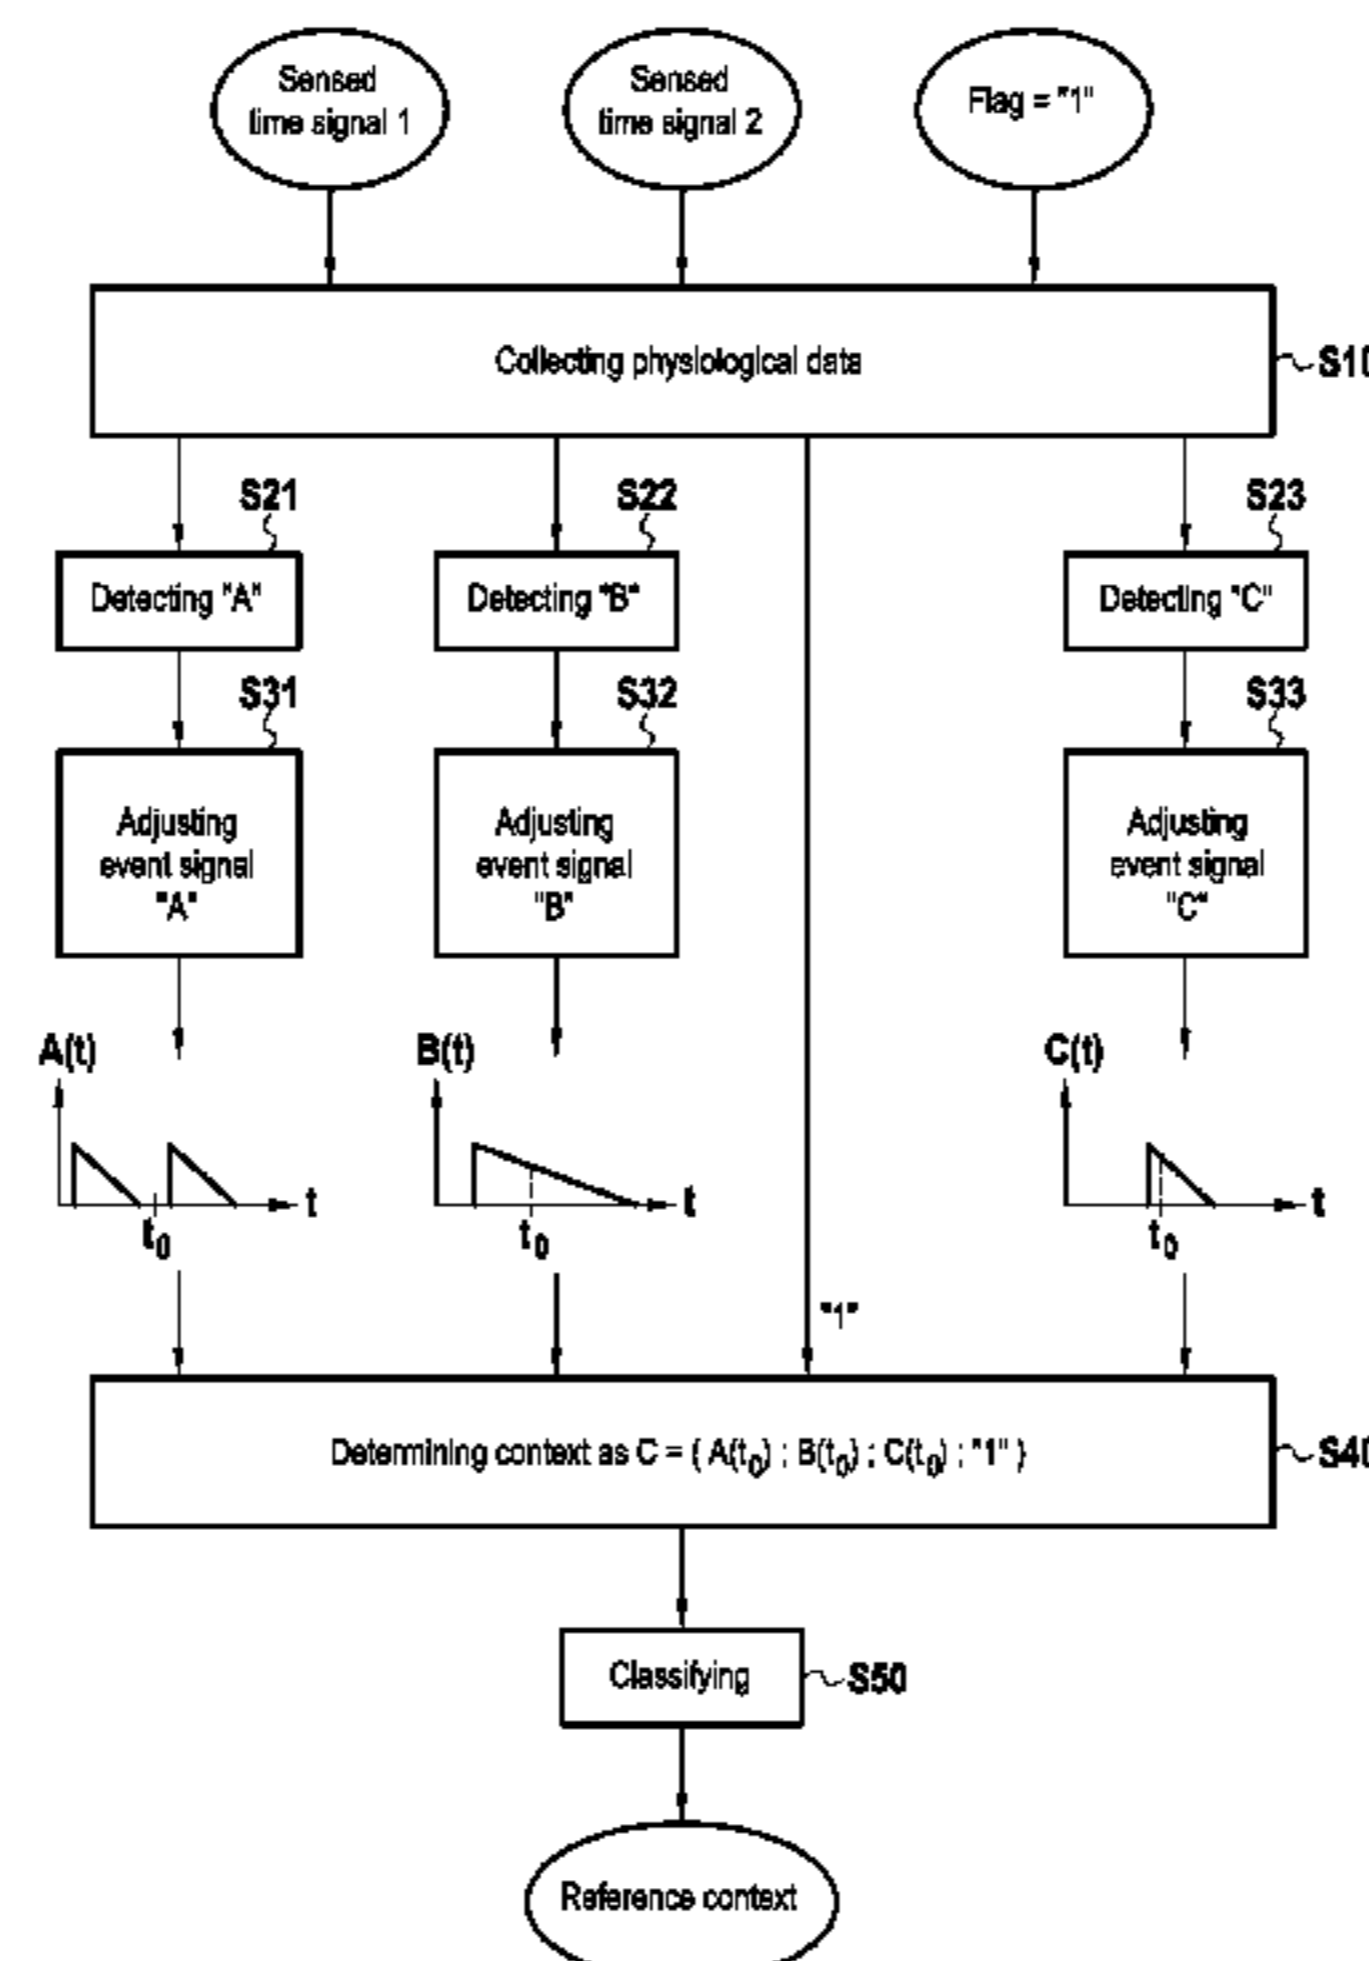 Sensed
time signal 1
Sensed
time signal 2
Flag = "1"
Collecting physiological data
S10
S21
S22
S23
Detecting "A"
Detecting "B"
Detecting "C"
S31
S32
S33
Adjusting
event signal
"A"
Adjusting
event signal
"B"
Adjusting
event signal
"C"
A(t)
B(t)
C(t)
t
t
t
t0
t0
t0
"1"
Determining context as C = ( A(t0) ; B(t0) ; C(t0) ; "1" )
S40
Classifying
S50
Reference context